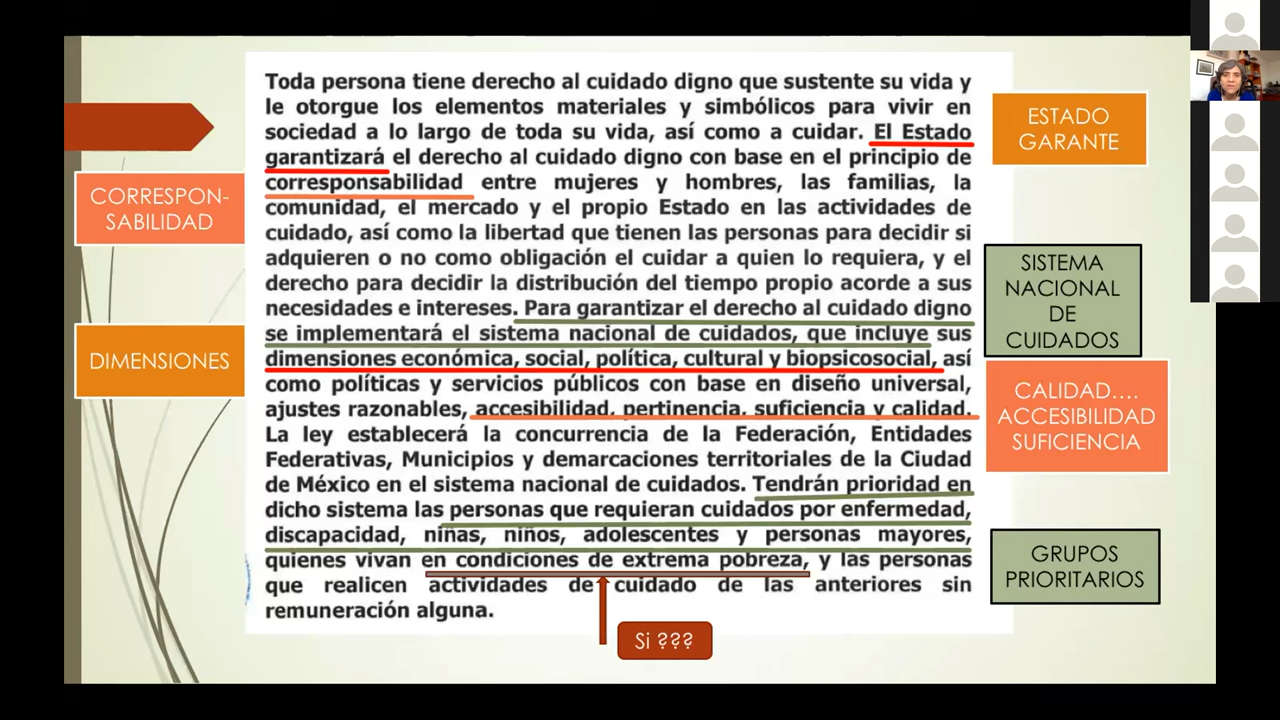 Toda persona tiene derecho al cuidado digno que sustente su vida y
le otorgue los elementos materiales y simbólicos para vivir en
sociedad a lo largo de toda su vida, así como a cuidar. El Estado
garantizará el derecho al cuidado digno con base en el principio de
corresponsabilidad entre mujeres y hombres, las familias, la
comunidad, el mercado y el propio Estado en las actividades de
cuidado, así como la libertad que tienen las personas para decidir si
adquieren o no como obligación el cuidar a quien lo requiera, y el
derecho para decidir la distribución del tiempo propio acorde a sus
necesidades e intereses. Para garantizar el derecho al cuidado digno
se implementará el sistema nacional de cuidados, que incluye sus
dimensiones económica, social, política, cultural y biopsicosocial, así
como políticas y servicios públicos con base en diseño universal,
ajustes razonables, accesibilidad, pertinencia, suficiencia y calidad.
La ley establecerá la concurrencia de la Federación, Entidades
Federativas, Municipios y demarcaciones territoriales de la Ciudad
de México en el sistema nacional de cuidados. Tendrán prioridad en
dicho sistema las personas que requieran cuidados por enfermedad,
discapacidad, niñas, niños, adolescentes y personas mayores,
quienes vivan en condiciones de extrema pobreza, y las personas
que realicen actividades de cuidado de las anteriores sin
remuneración alguna.
CORRESPON-
SABILIDAD
DIMENSIONES
ESTADO
GARANTE
SISTEMA
NACIONAL
DE
CUIDADOS
CALIDAD....
ACCESIBILIDAD
SUFICIENCIA
GRUPOS
PRIORITARIOS
Si ???